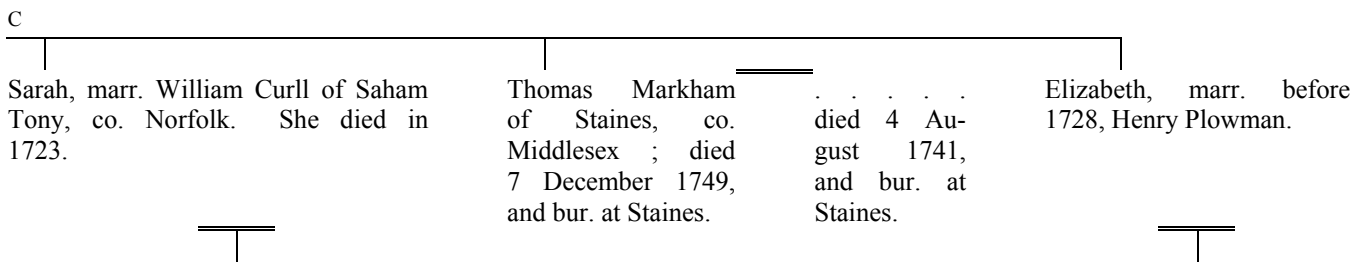 C
Sarah, marr. William Curll of Saham
Tony, co. Norfolk. She died in
1723.
Thomas Markham
of Staines, co.
Middlesex ; died
7 December 1749,
and bur. at Staines.
. . . . .
died 4 Au-
gust 1741,
and bur. at
Staines.
Elizabeth, marr. before
1728, Henry Plowman.